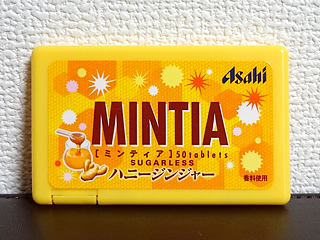 Asahi
MINTIA
[ミンティア] 50tablets
SUGARLESS
ハニージンジャー
香料使用